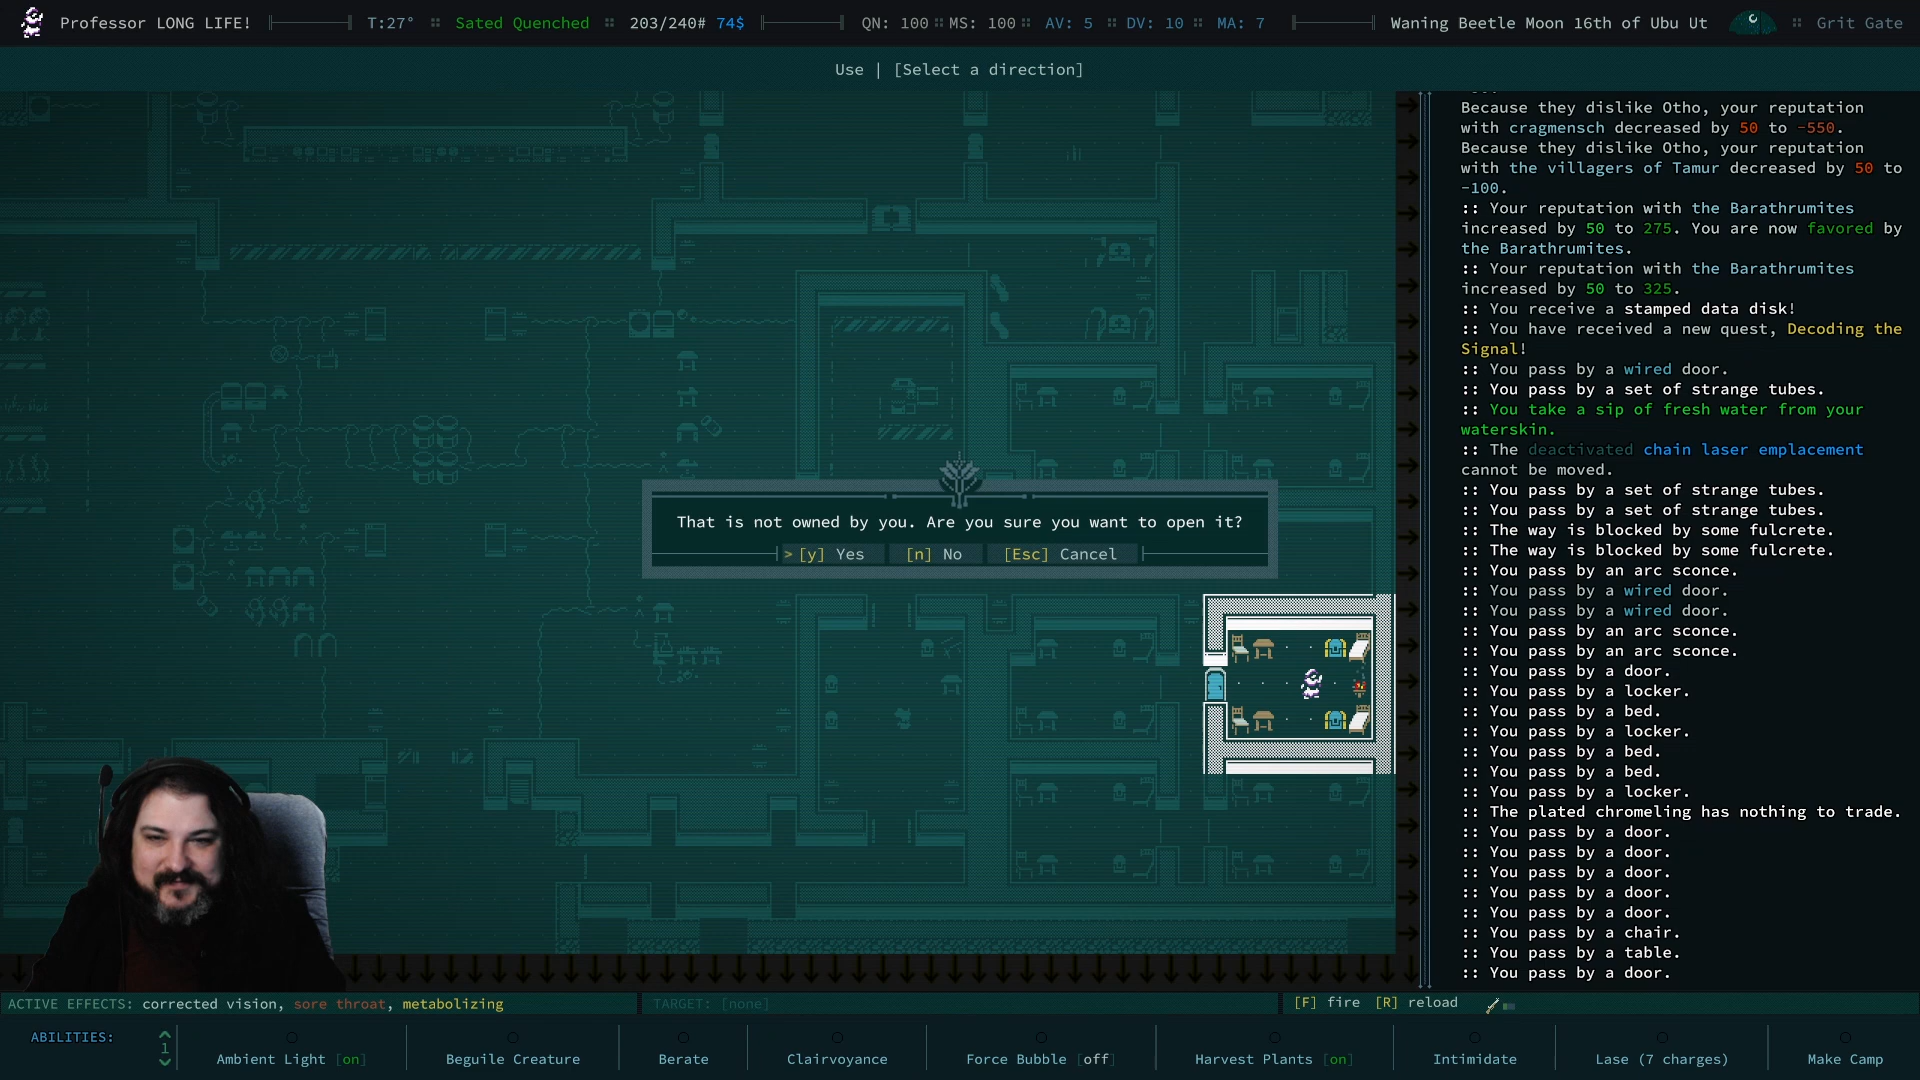 Professor LONG LIFE! T:27° :: Sated Quenched :: 203/240# 74$ QN: 100 :: MS: 100 :: AV: 5 :: DV: 10 :: MA: 7 Waning Beetle Moon 16th of Ubu Ut :: Grit Gate
Use | [Select a direction]
Because they dislike Otho, your reputation
with cragmensch decreased by 50 to -550.
Because they dislike Otho, your reputation
with the villagers of Tamur decreased by 50 to
-100.
:: Your reputation with the Barathrumites
increased by 50 to 275. You are now favored by
the Barathrumites.
:: Your reputation with the Barathrumites
increased by 50 to 325.
:: You receive a stamped data disk!
:: You have received a new quest, Decoding the
Signal!
:: You pass by a wired door.
:: You pass by a set of strange tubes.
:: You take a sip of fresh water from your
waterskin.
:: The deactivated chain laser emplacement
cannot be moved.
:: You pass by a set of strange tubes.
:: You pass by a set of strange tubes.
:: The way is blocked by some fulcrete.
:: The way is blocked by some fulcrete.
:: You pass by an arc sconce.
:: You pass by a wired door.
:: You pass by a wired door.
:: You pass by an arc sconce.
:: You pass by an arc sconce.
:: You pass by a door.
:: You pass by a locker.
:: You pass by a bed.
:: You pass by a locker.
:: You pass by a bed.
:: You pass by a bed.
:: You pass by a locker.
:: The plated chromeling has nothing to trade.
:: You pass by a door.
:: You pass by a door.
:: You pass by a door.
:: You pass by a door.
:: You pass by a door.
:: You pass by a chair.
:: You pass by a table.
:: You pass by a door.
That is not owned by you. Are you sure you want to open it?
> [y] Yes [n] No [Esc] Cancel
ACTIVE EFFECTS: corrected vision, sore throat, metabolizing TARGET: [none] [F] fire [R] reload
ABILITIES: 1 Ambient Light [on] Beguile Creature Berate Clairvoyance Force Bubble [off] Harvest Plants [on] Intimidate Lase (7 charges) Make Camp